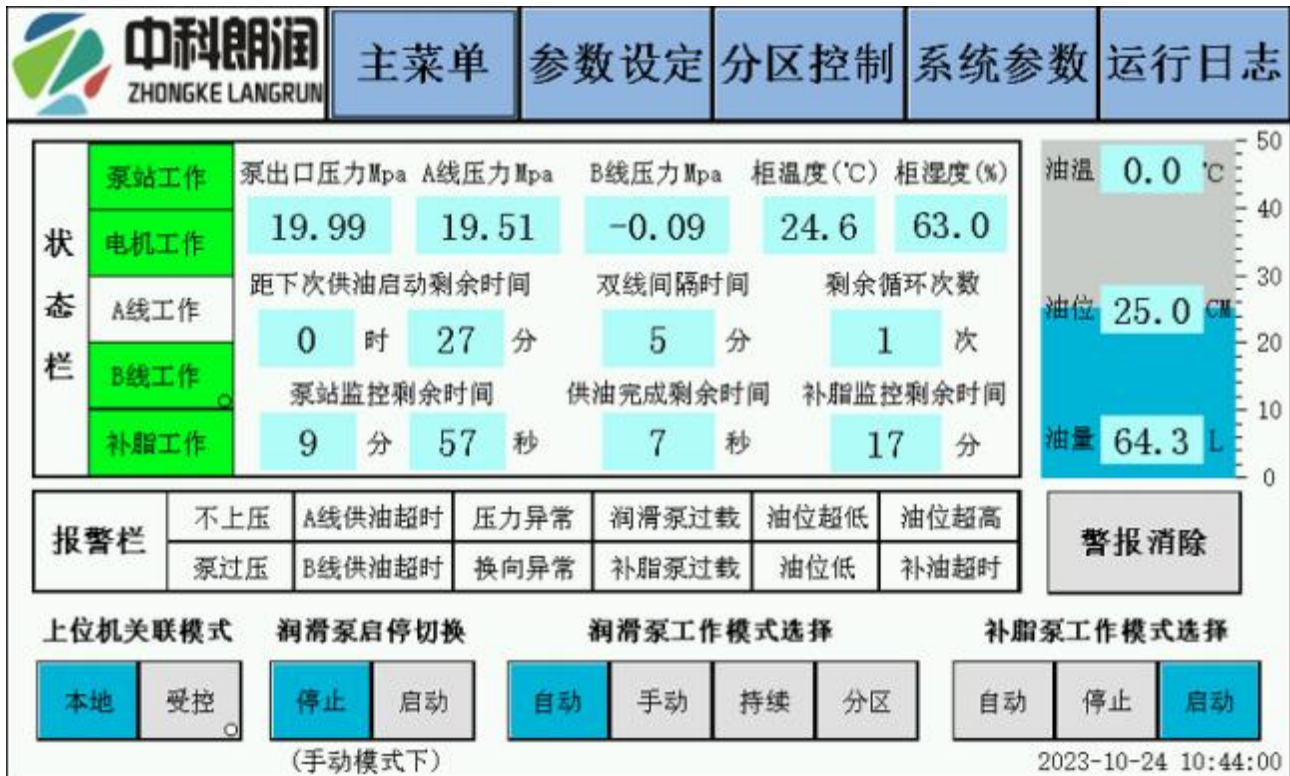 中科朗润
ZHONGKE LANGRUN
主菜单 参数设定 分区控制 系统参数 运行日志
状态栏
泵站工作
电机工作
A线工作
B线工作
补脂工作
泵出口压力Mpa A线压力Mpa B线压力Mpa 柜温度(℃) 柜湿度(%)
19.99 19.51 -0.09 24.6 63.0
距下次供油启动剩余时间 双线间隔时间 剩余循环次数
0 时 27 分 5 分 1 次
泵站监控剩余时间 供油完成剩余时间 补脂监控剩余时间
9 分 57 秒 7 秒 17 分
油温 0.0 ℃
油位 25.0 CM
油量 64.3 L
50
40
30
20
10
0
报警栏
不上压 A线供油超时 压力异常 润滑泵过载 油位超低 油位超高
泵过压 B线供油超时 换向异常 补脂泵过载 油位低 补油超时
警报消除
上位机关联模式 润滑泵启停切换 润滑泵工作模式选择 补脂泵工作模式选择
本地 受控 停止 启动 自动 手动 持续 分区 自动 停止 启动
(手动模式下)
2023-10-24 10:44:00